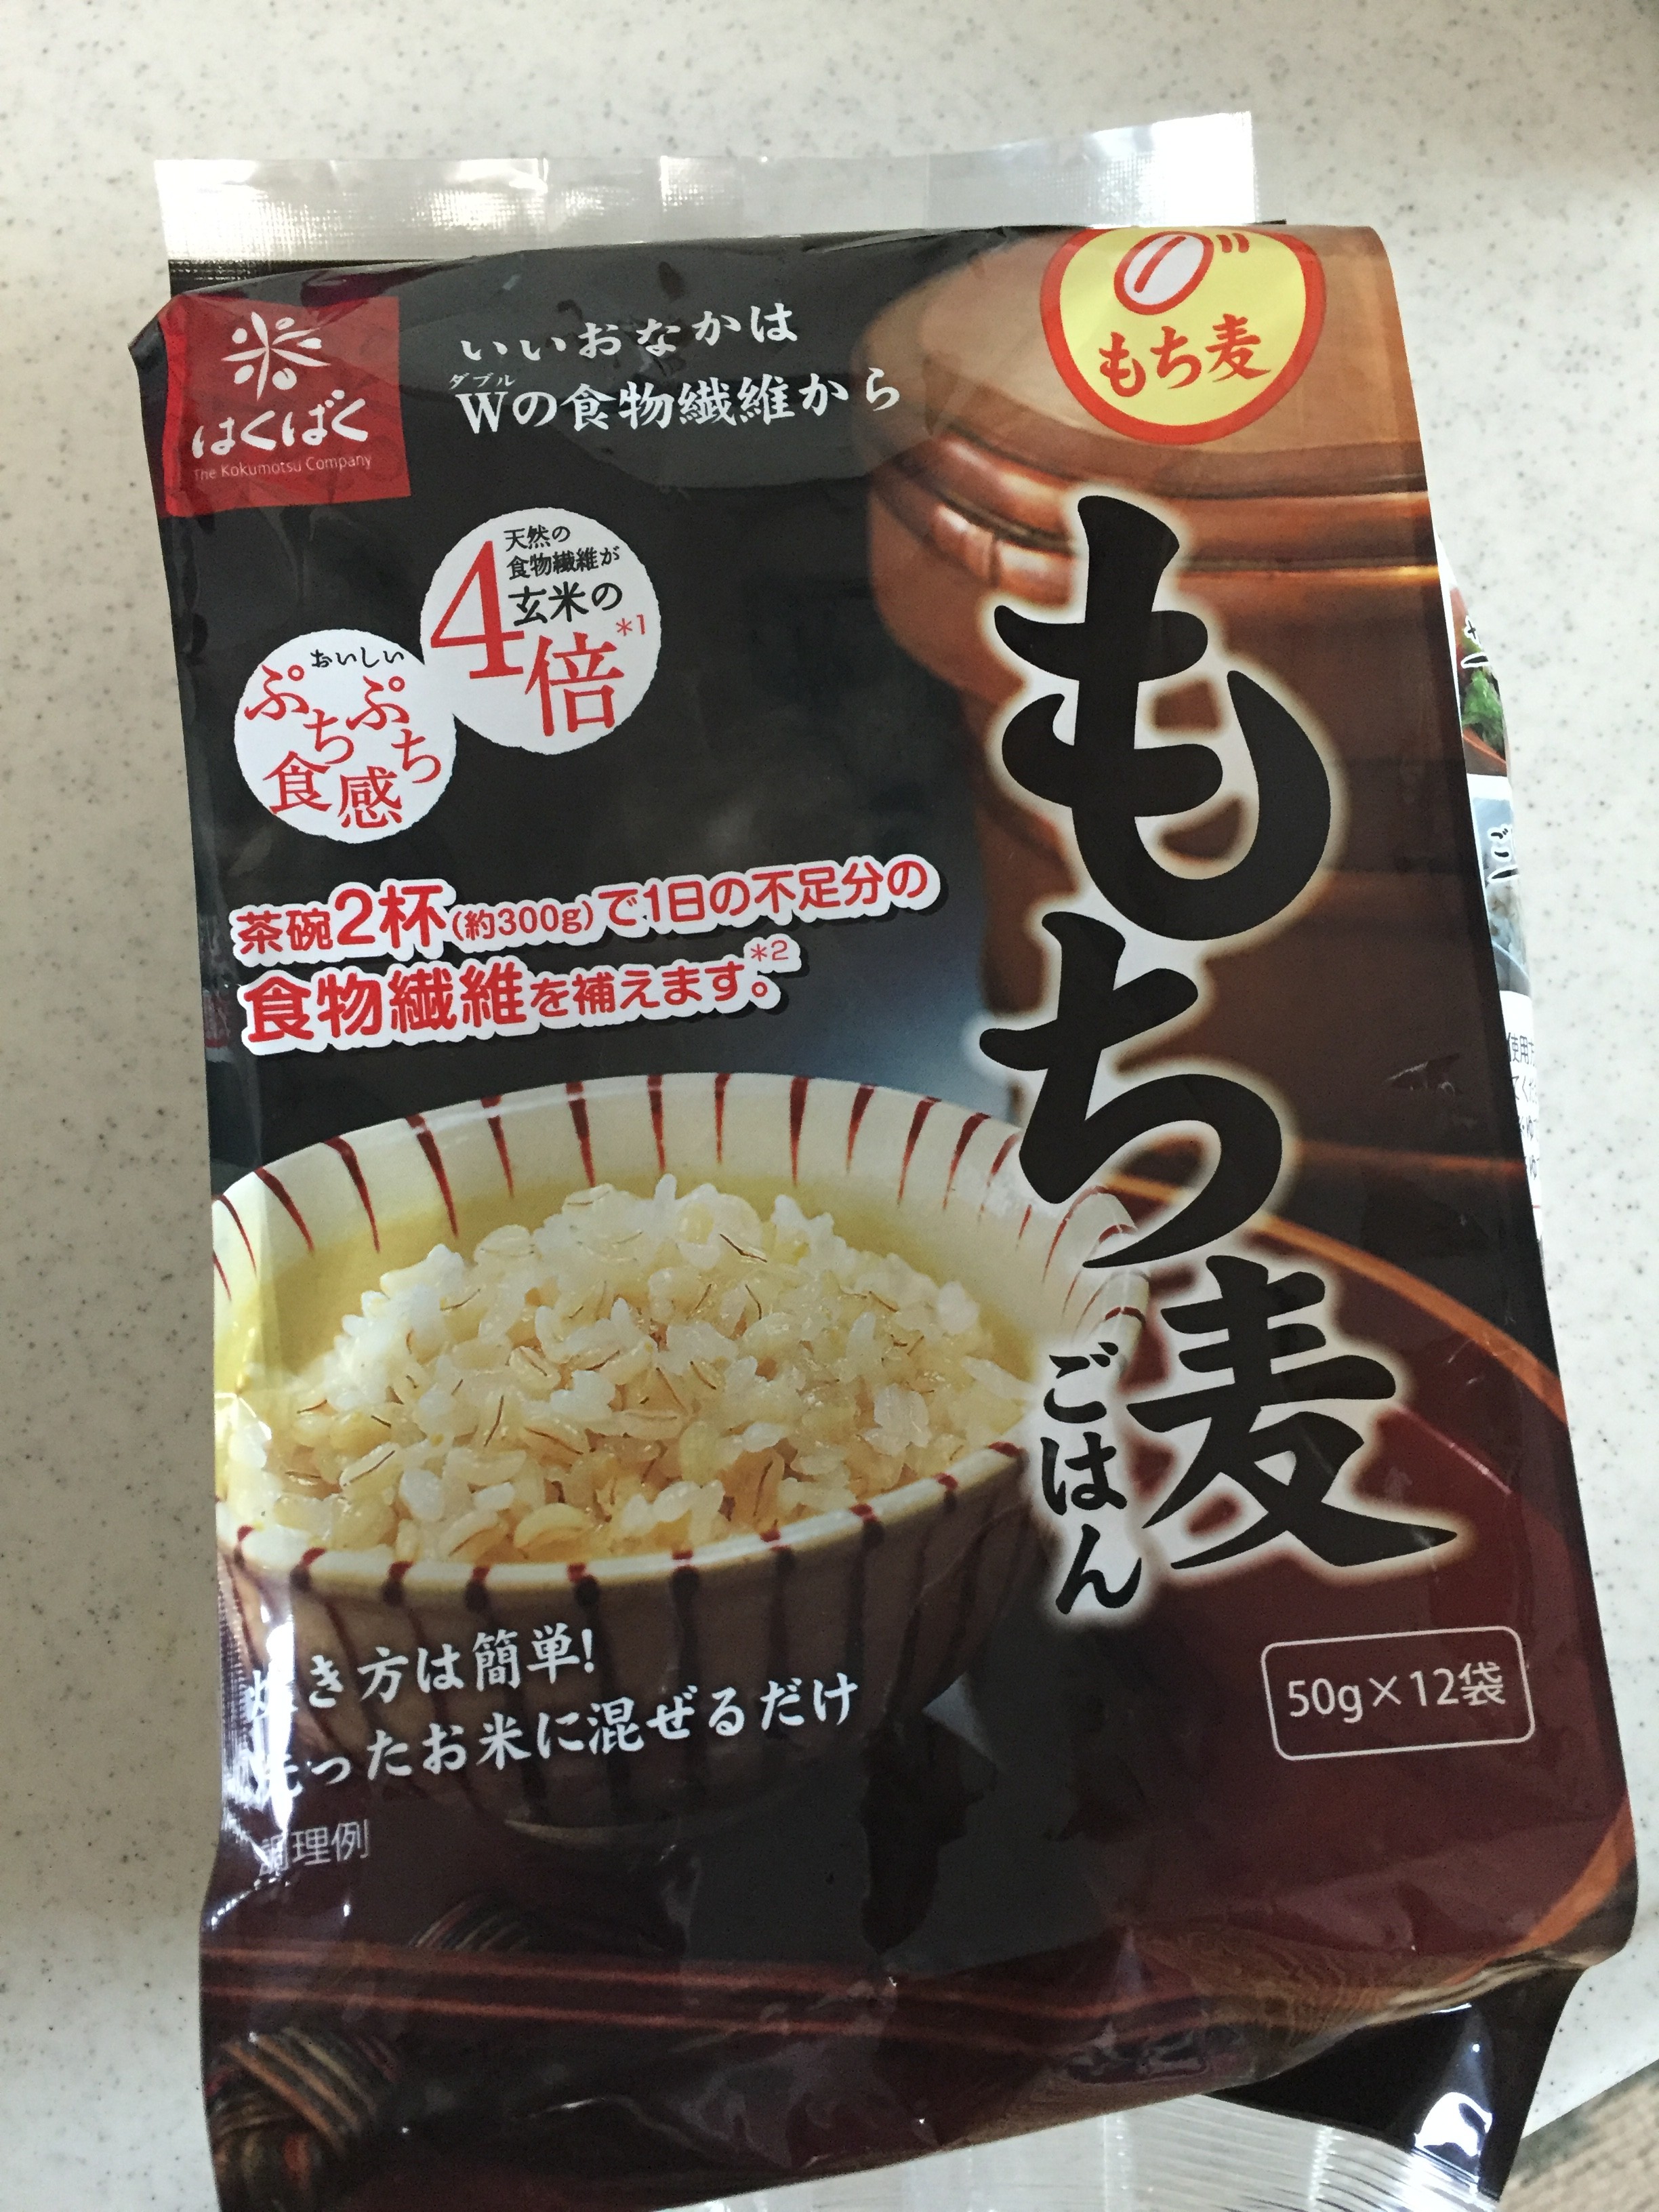 はくばく
The Kokumotsu Company
いいおなかは
ダブル
Wの食物繊維から
もち麦
天然の
食物繊維が
玄米の
4倍*1
おいしい
ぷちぷち
食感
茶碗2杯(約300g)で1日の不足分の
食物繊維を補えます。*2
もち麦
ごはん
炊き方は簡単!
洗ったお米に混ぜるだけ
調理例
50g×12袋